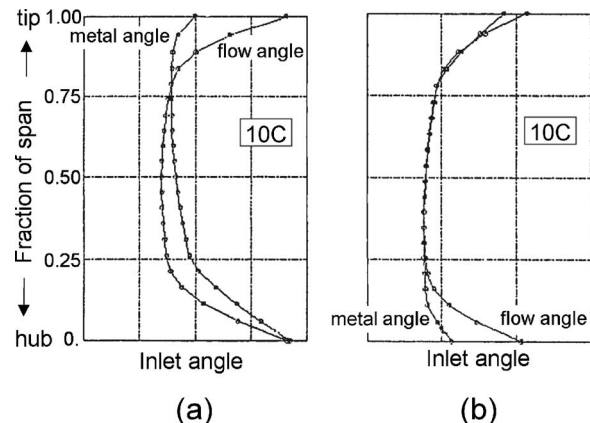 tip 1.00
metal angle
flow angle
0.75
10C
Fraction of span
0.50
0.25
hub 0.
Inlet angle
(a)
10C
metal angle
flow angle
Inlet angle
(b)